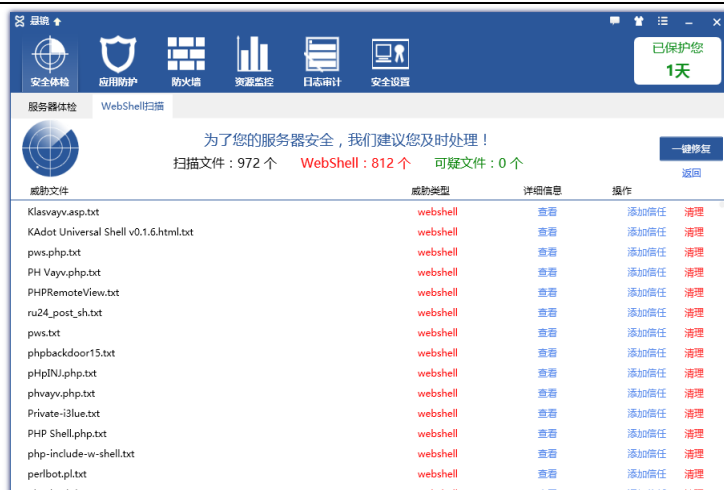 悬镜
已保护您
1天
安全体检 应用防护 防火墙 资源监控 日志审计 安全设置
服务器体检 WebShell扫描
为了您的服务器安全，我们建议您及时处理！
一键修复
扫描文件：972 个 WebShell：812 个 可疑文件：0 个
返回
威胁文件 威胁类型 详细信息 操作
Klasvayv.asp.txt webshell 查看 添加信任 清理
KAdot Universal Shell v0.1.6.html.txt webshell 查看 添加信任 清理
pws.php.txt webshell 查看 添加信任 清理
PH Vayv.php.txt webshell 查看 添加信任 清理
PHPRemoteView.txt webshell 查看 添加信任 清理
ru24_post_sh.txt webshell 查看 添加信任 清理
pws.txt webshell 查看 添加信任 清理
phpbackdoor15.txt webshell 查看 添加信任 清理
pHpINJ.php.txt webshell 查看 添加信任 清理
phvayv.php.txt webshell 查看 添加信任 清理
Private-i3lue.txt webshell 查看 添加信任 清理
PHP Shell.php.txt webshell 查看 添加信任 清理
php-include-w-shell.txt webshell 查看 添加信任 清理
perlbot.pl.txt webshell 查看 添加信任 清理